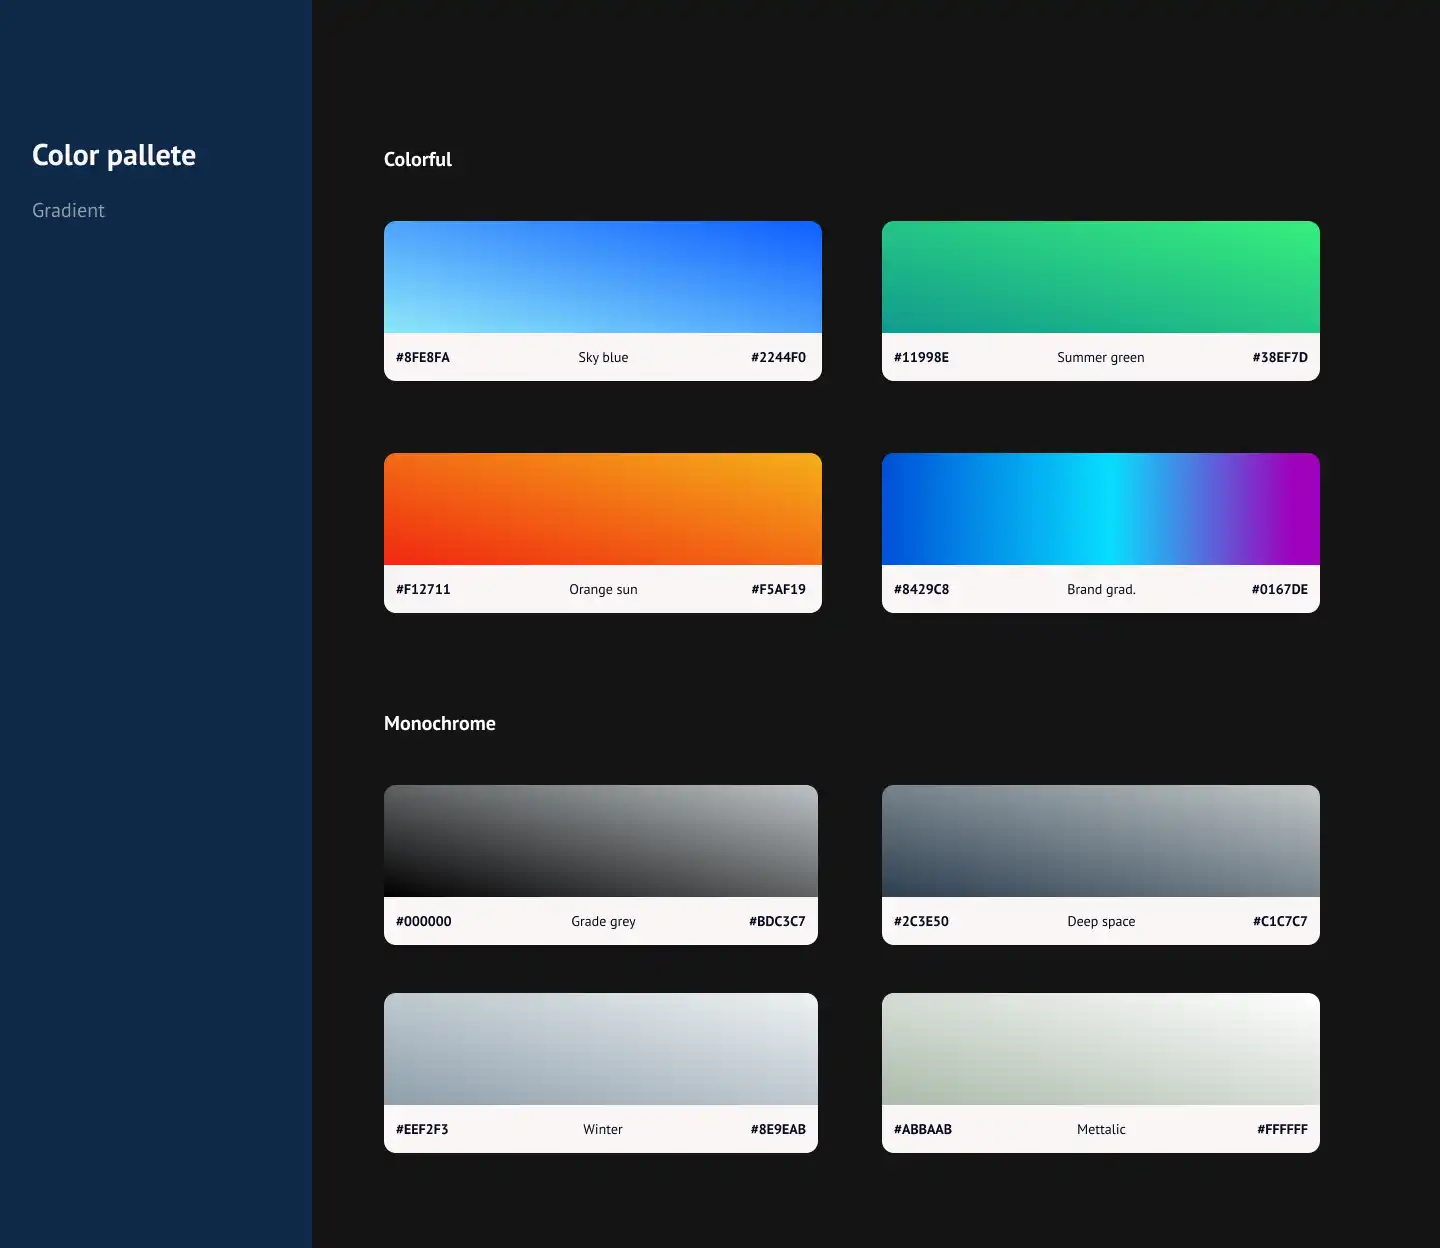 Color pallete
Gradient
Colorful
#8FE8FA Sky blue #2244F0
#11998E Summer green #38EF7D
#F12711 Orange sun #F5AF19
#8429C8 Brand grad. #0167DE
Monochrome
#000000 Grade grey #BDC3C7
#2C3E50 Deep space #C1C7C7
#EEF2F3 Winter #8E9EAB
#ABBAAB Mettalic #FFFFFF